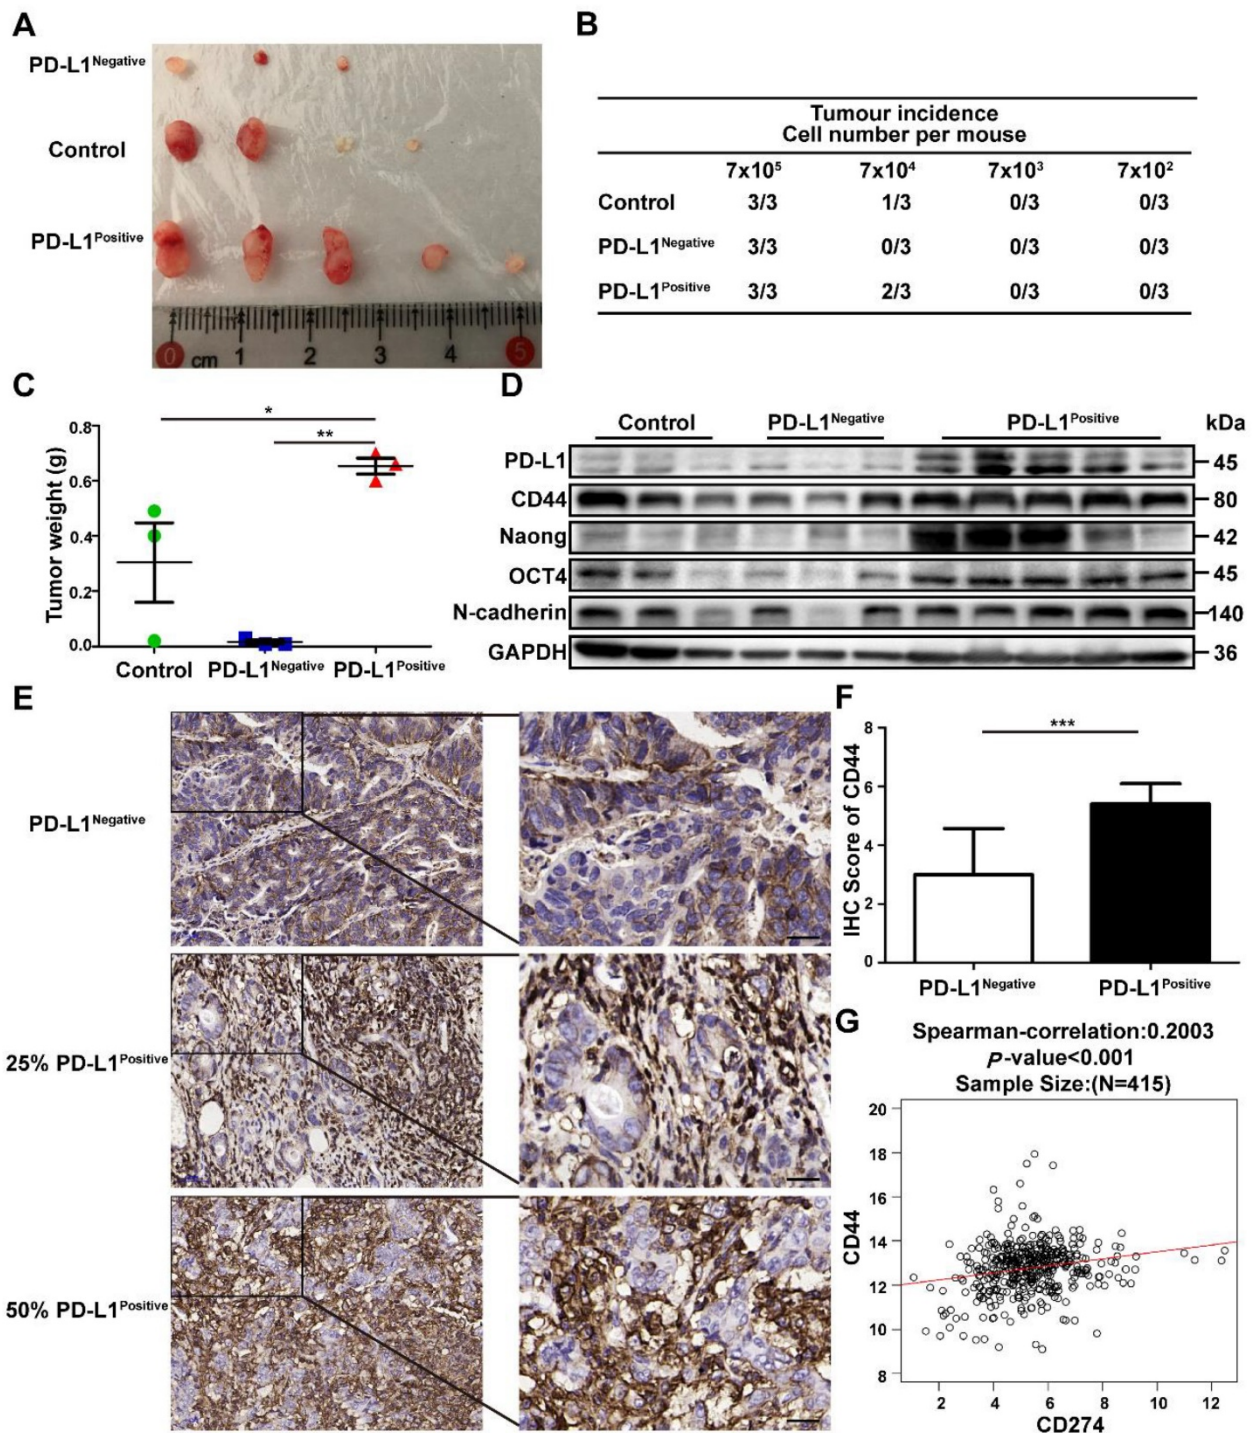 A
PD-L1Negative
Control
PD-L1Positive
0 cm 1 2 3 4 5
B
Tumour incidence
Cell number per mouse
7x10⁵ 7x10⁴ 7x10³ 7x10²
Control 3/3 1/3 0/3 0/3
PD-L1Negative 3/3 0/3 0/3 0/3
PD-L1Positive 3/3 2/3 0/3 0/3
C
*
**
Tumor weight (g)
0.8
0.6
0.4
0.2
0.0
Control PD-L1Negative PD-L1Positive
D
Control PD-L1Negative PD-L1Positive kDa
PD-L1 45
CD44 80
Naong 42
OCT4 45
N-cadherin 140
GAPDH 36
E
PD-L1Negative
25% PD-L1Positive
50% PD-L1Positive
F
***
IHC Score of CD44
8
6
4
2
0
PD-L1Negative PD-L1Positive
G
Spearman-correlation:0.2003
P-value<0.001
Sample Size:(N=415)
CD44
20
18
16
14
12
10
8
2 4 6 8 10 12
CD274